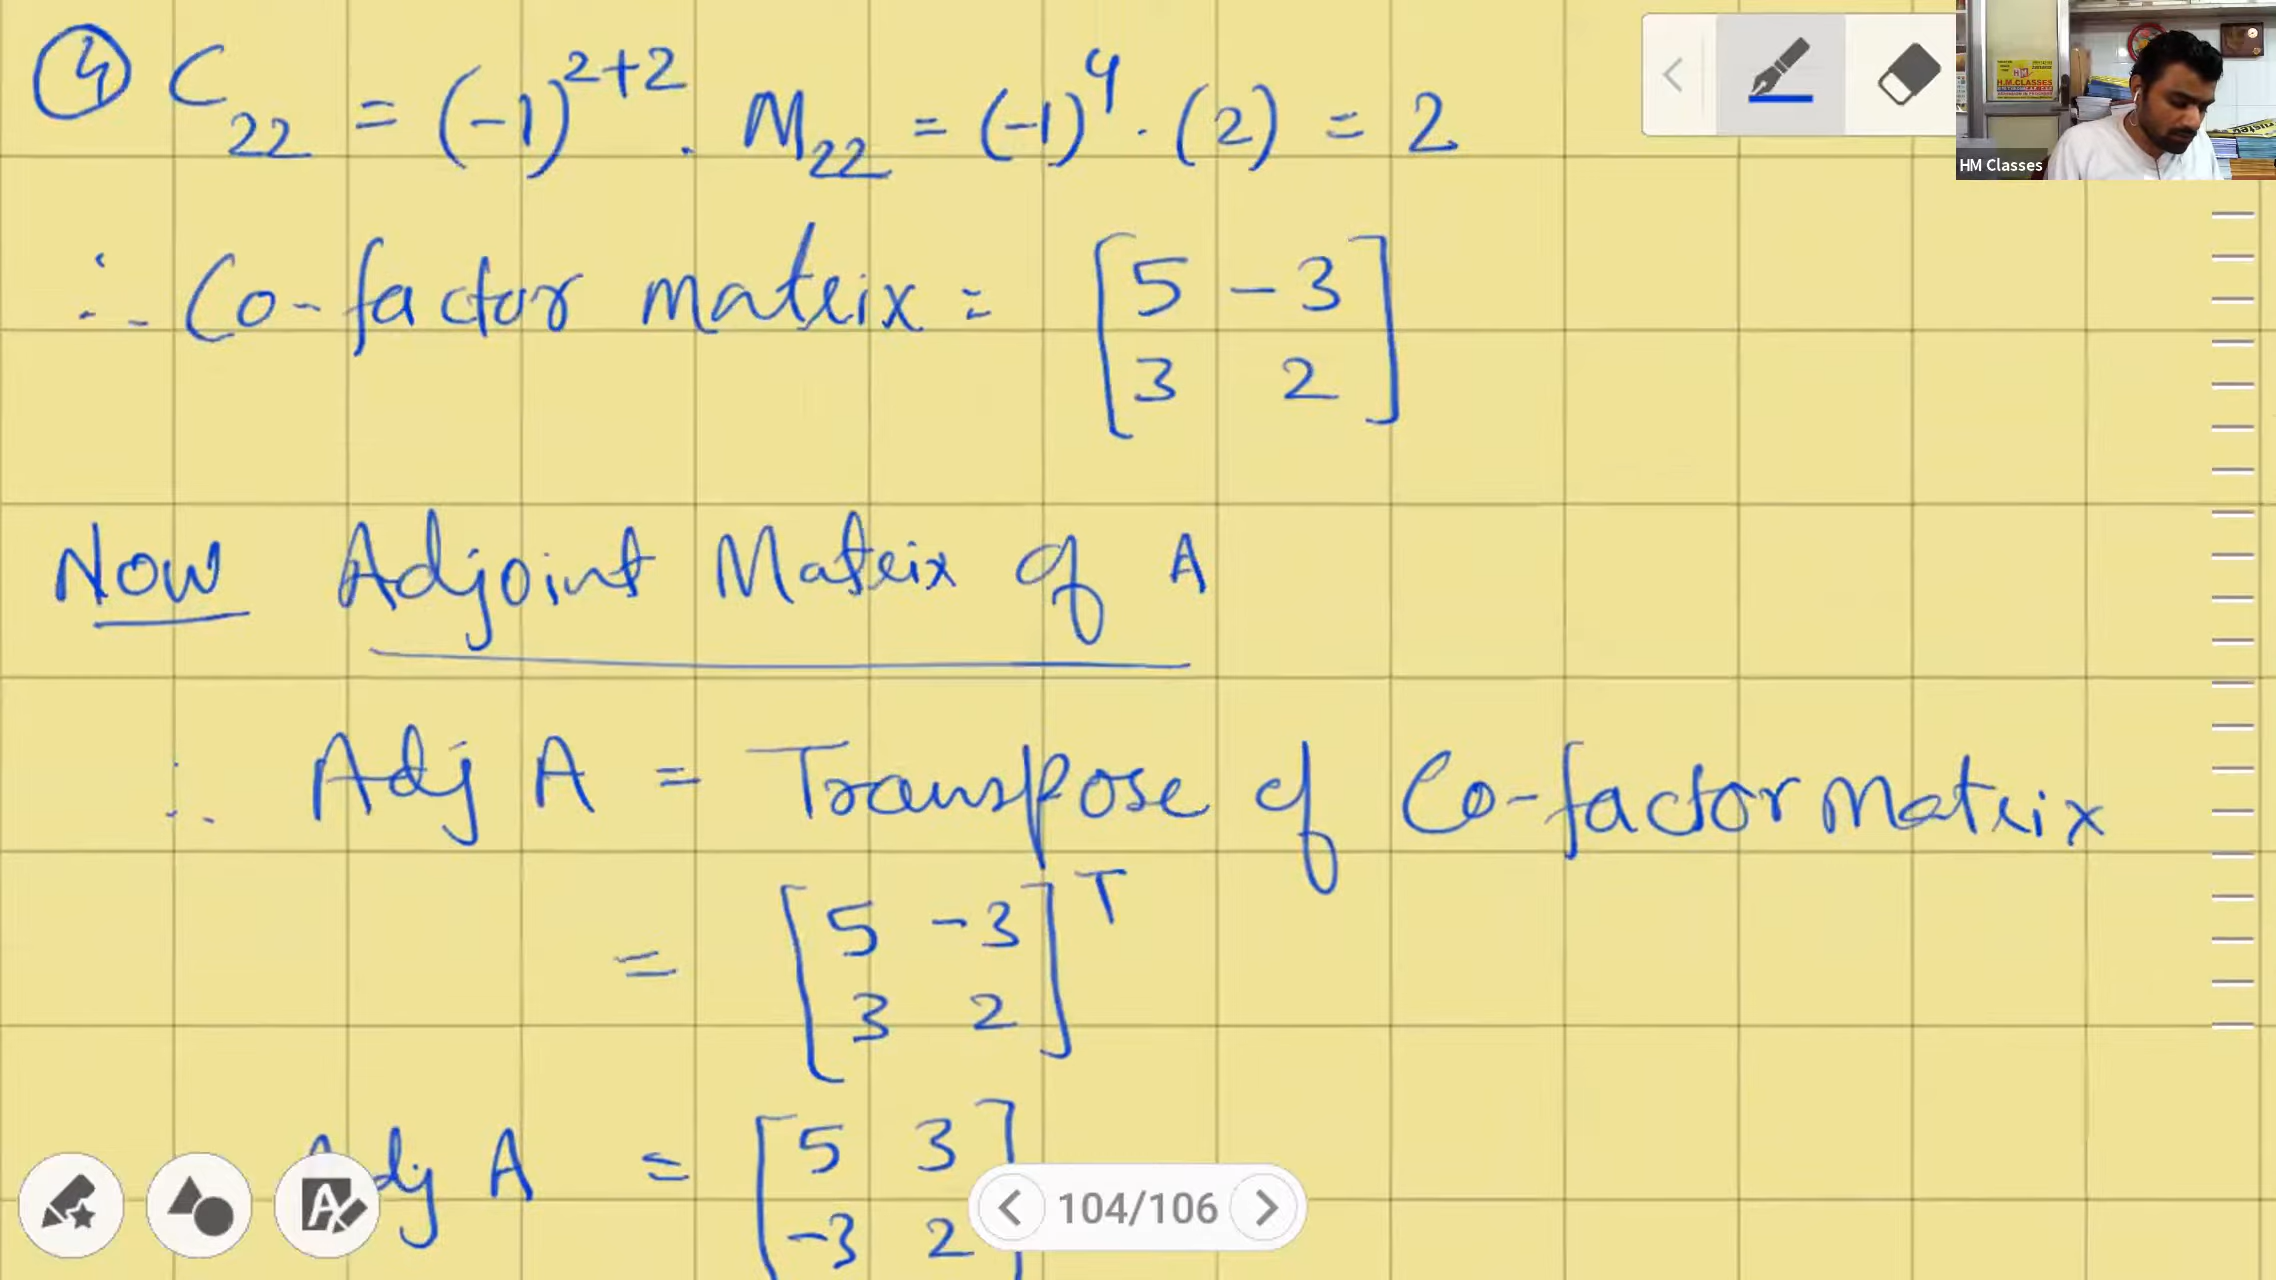 ④ C₂₂ = (-1)²⁺² . M₂₂ = (-1)⁴ . (2) = 2
∴ Co-factor matrix = [5 -3
3 2]
Now Adjoint Matrix of A
∴ Adj A = Transpose of Co-factor Matrix
= [5 -3
3 2]ᵀ
Adj A = [5 3
-3 2]
104/106
HM Classes
H.M.CLASSES